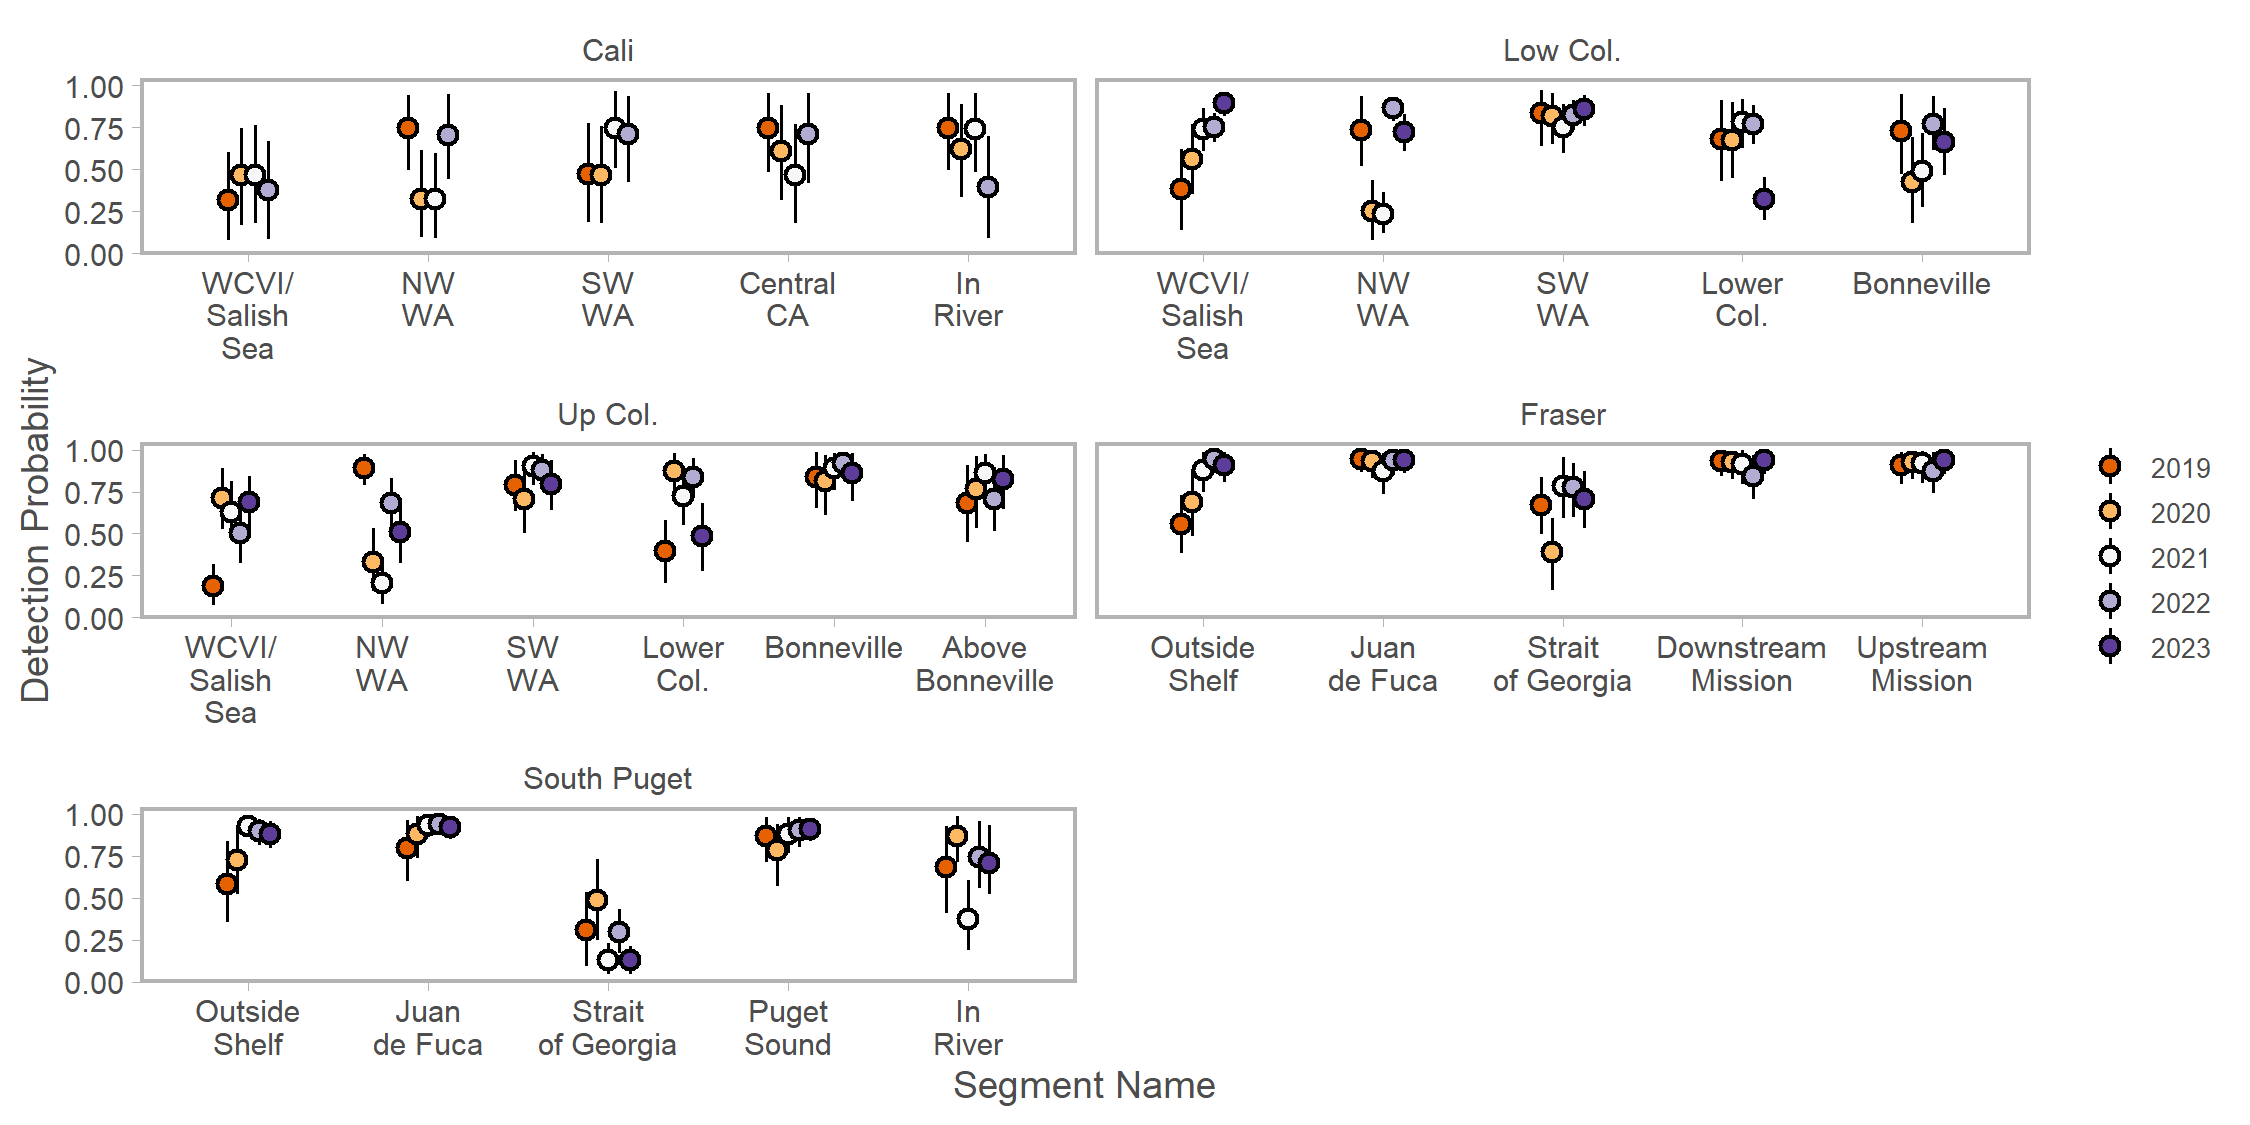 Cali
Low Col.
1.00
0.75
0.50
0.25
0.00
WCVI/ NW SW Central In
Salish WA WA CA River
Sea
WCVI/ NW SW Lower Bonneville
Salish WA WA Col.
Sea
Detection Probability
Up Col.
Fraser
1.00
0.75
0.50
0.25
0.00
WCVI/ NW SW Lower Bonneville Above
Salish WA WA Col. Bonneville
Sea
Outside Juan Strait Downstream Upstream
Shelf de Fuca of Georgia Mission Mission
2019
2020
2021
2022
2023
South Puget
1.00
0.75
0.50
0.25
0.00
Outside Juan Strait Puget In
Shelf de Fuca of Georgia Sound River
Segment Name